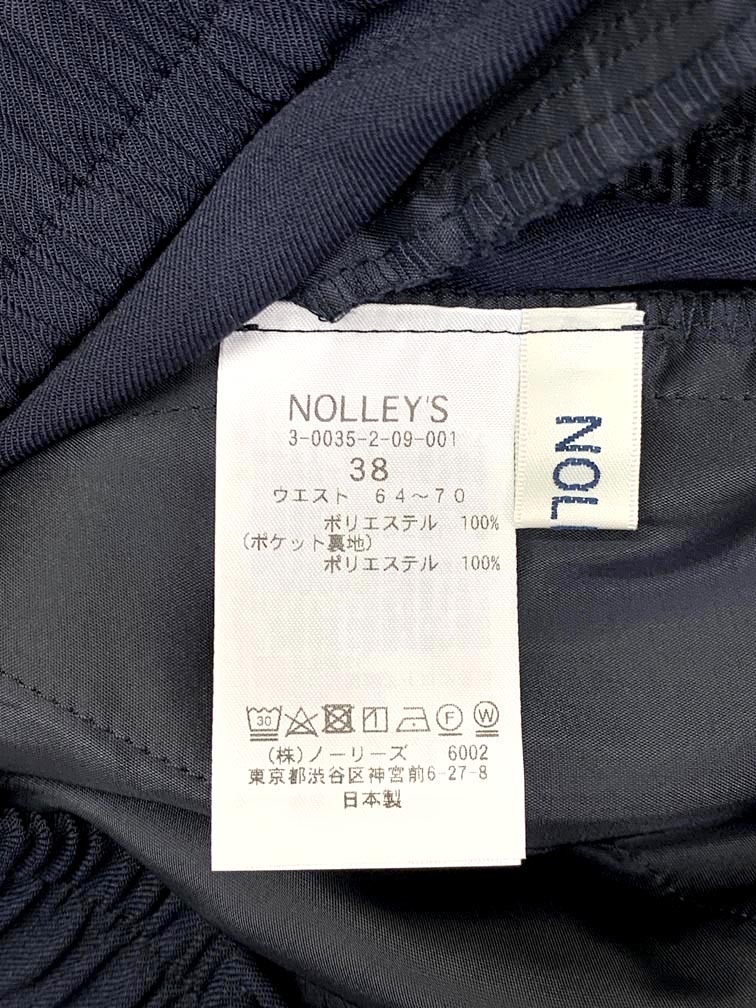 NOLLEY'S
3-0035-2-09-001
38
ウエスト 64～70
ポリエステル 100%
(ポケット裏地)
ポリエステル 100%
30
F
W
(株)ノーリーズ 6002
東京都渋谷区神宮前6-27-8
日本製
NOL